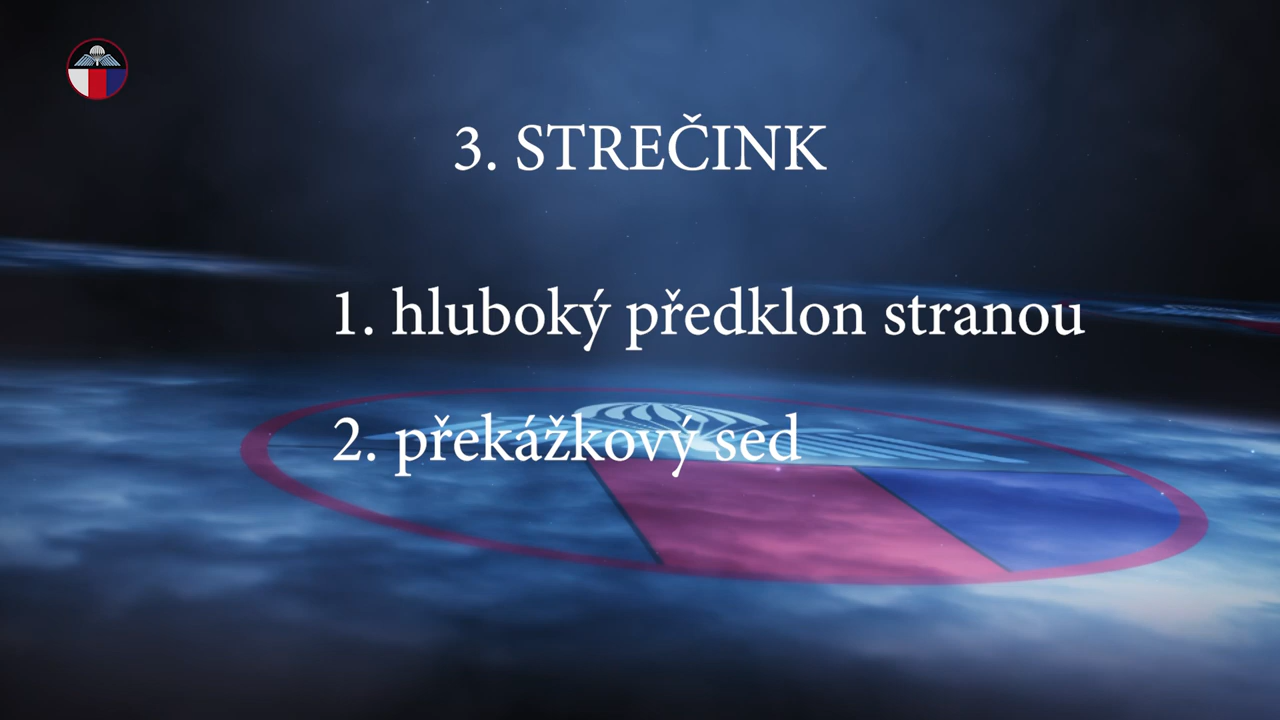 3. STREČINK
1. hluboký předklon stranou
2. překážkový sed